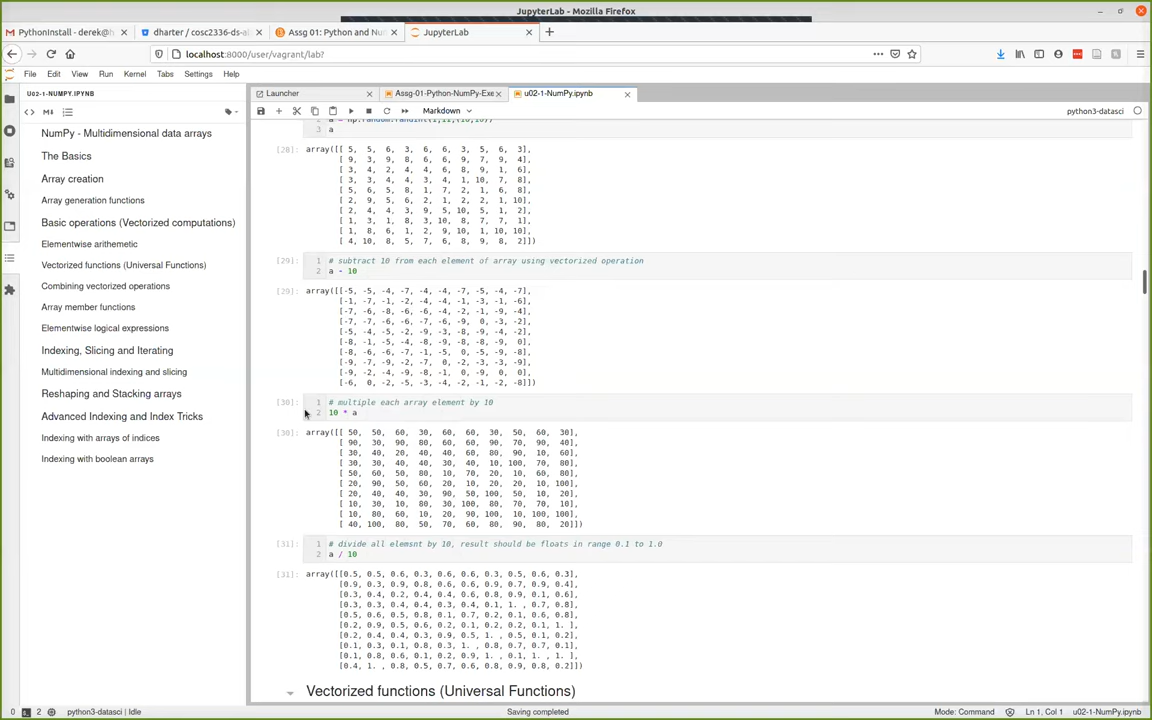 JupyterLab - Mozilla Firefox
PythonInstall - derek@h
dharter / cosc2336-ds-a
Assg 01: Python and Nu
JupyterLab
localhost:8000/user/vagrant/lab?
File Edit View Run Kernel Tabs Settings Help
U02-1-NUMPY.IPYNB
NumPy - Multidimensional data arrays
The Basics
Array creation
Array generation functions
Basic operations (Vectorized computations)
Elementwise arithemetic
Vectorized functions (Universal Functions)
Combining vectorized operations
Array member functions
Elementwise logical expressions
Indexing, Slicing and Iterating
Multidimensional indexing and slicing
Reshaping and Stacking arrays
Advanced Indexing and Index Tricks
Indexing with arrays of indices
Indexing with boolean arrays
Launcher
Assg-01-Python-NumPy-Exe
u02-1-NumPy.ipynb
Markdown
python3-datasci
3 a
[28]: array([[ 5, 5, 6, 3, 6, 6, 3, 5, 6, 3],
[ 9, 3, 9, 8, 6, 6, 9, 7, 9, 4],
[ 3, 4, 2, 4, 4, 6, 8, 9, 1, 6],
[ 3, 3, 4, 4, 3, 4, 1, 10, 7, 8],
[ 5, 6, 5, 8, 1, 7, 2, 1, 6, 8],
[ 2, 9, 5, 6, 2, 1, 2, 2, 1, 10],
[ 2, 4, 4, 3, 9, 5, 10, 5, 1, 2],
[ 1, 3, 1, 8, 3, 10, 8, 7, 7, 1],
[ 1, 8, 6, 1, 2, 9, 10, 1, 10, 10],
[ 4, 10, 8, 5, 7, 6, 8, 9, 8, 2]])
[29]: 1 # subtract 10 from each element of array using vectorized operation
2 a - 10
[29]: array([[-5, -5, -4, -7, -4, -4, -7, -5, -4, -7],
[-1, -7, -1, -2, -4, -4, -1, -3, -1, -6],
[-7, -6, -8, -6, -6, -4, -2, -1, -9, -4],
[-7, -7, -6, -6, -7, -6, -9, 0, -3, -2],
[-5, -4, -5, -2, -9, -3, -8, -9, -4, -2],
[-8, -1, -5, -4, -8, -9, -8, -8, -9, 0],
[-8, -6, -6, -7, -1, -5, 0, -5, -9, -8],
[-9, -7, -9, -2, -7, 0, -2, -3, -3, -9],
[-9, -2, -4, -9, -8, -1, 0, -9, 0, 0],
[-6, 0, -2, -5, -3, -4, -2, -1, -2, -8]])
[30]: 1 # multiple each array element by 10
2 10 * a
[30]: array([[ 50, 50, 60, 30, 60, 60, 30, 50, 60, 30],
[ 90, 30, 90, 80, 60, 60, 90, 70, 90, 40],
[ 30, 40, 20, 40, 40, 60, 80, 90, 10, 60],
[ 30, 30, 40, 40, 30, 40, 10, 100, 70, 80],
[ 50, 60, 50, 80, 10, 70, 20, 10, 60, 80],
[ 20, 90, 50, 60, 20, 10, 20, 20, 10, 100],
[ 20, 40, 40, 30, 90, 50, 100, 50, 10, 20],
[ 10, 30, 10, 80, 30, 100, 80, 70, 70, 10],
[ 10, 80, 60, 10, 20, 90, 100, 10, 100, 100],
[ 40, 100, 80, 50, 70, 60, 80, 90, 80, 20]])
[31]: 1 # divide all elemsnt by 10, result should be floats in range 0.1 to 1.0
2 a / 10
[31]: array([[0.5, 0.5, 0.6, 0.3, 0.6, 0.6, 0.3, 0.5, 0.6, 0.3],
[0.9, 0.3, 0.9, 0.8, 0.6, 0.6, 0.9, 0.7, 0.9, 0.4],
[0.3, 0.4, 0.2, 0.4, 0.4, 0.6, 0.8, 0.9, 0.1, 0.6],
[0.3, 0.3, 0.4, 0.4, 0.3, 0.4, 0.1, 1. , 0.7, 0.8],
[0.5, 0.6, 0.5, 0.8, 0.1, 0.7, 0.2, 0.1, 0.6, 0.8],
[0.2, 0.9, 0.5, 0.6, 0.2, 0.1, 0.2, 0.2, 0.1, 1. ],
[0.2, 0.4, 0.4, 0.3, 0.9, 0.5, 1. , 0.5, 0.1, 0.2],
[0.1, 0.3, 0.1, 0.8, 0.3, 1. , 0.8, 0.7, 0.7, 0.1],
[0.1, 0.8, 0.6, 0.1, 0.2, 0.9, 1. , 0.1, 1. , 1. ],
[0.4, 1. , 0.8, 0.5, 0.7, 0.6, 0.8, 0.9, 0.8, 0.2]])
Vectorized functions (Universal Functions)
0 2 python3-datasci | Idle
Saving completed
Mode: Command
Ln 1, Col 1
u02-1-NumPy.ipynb